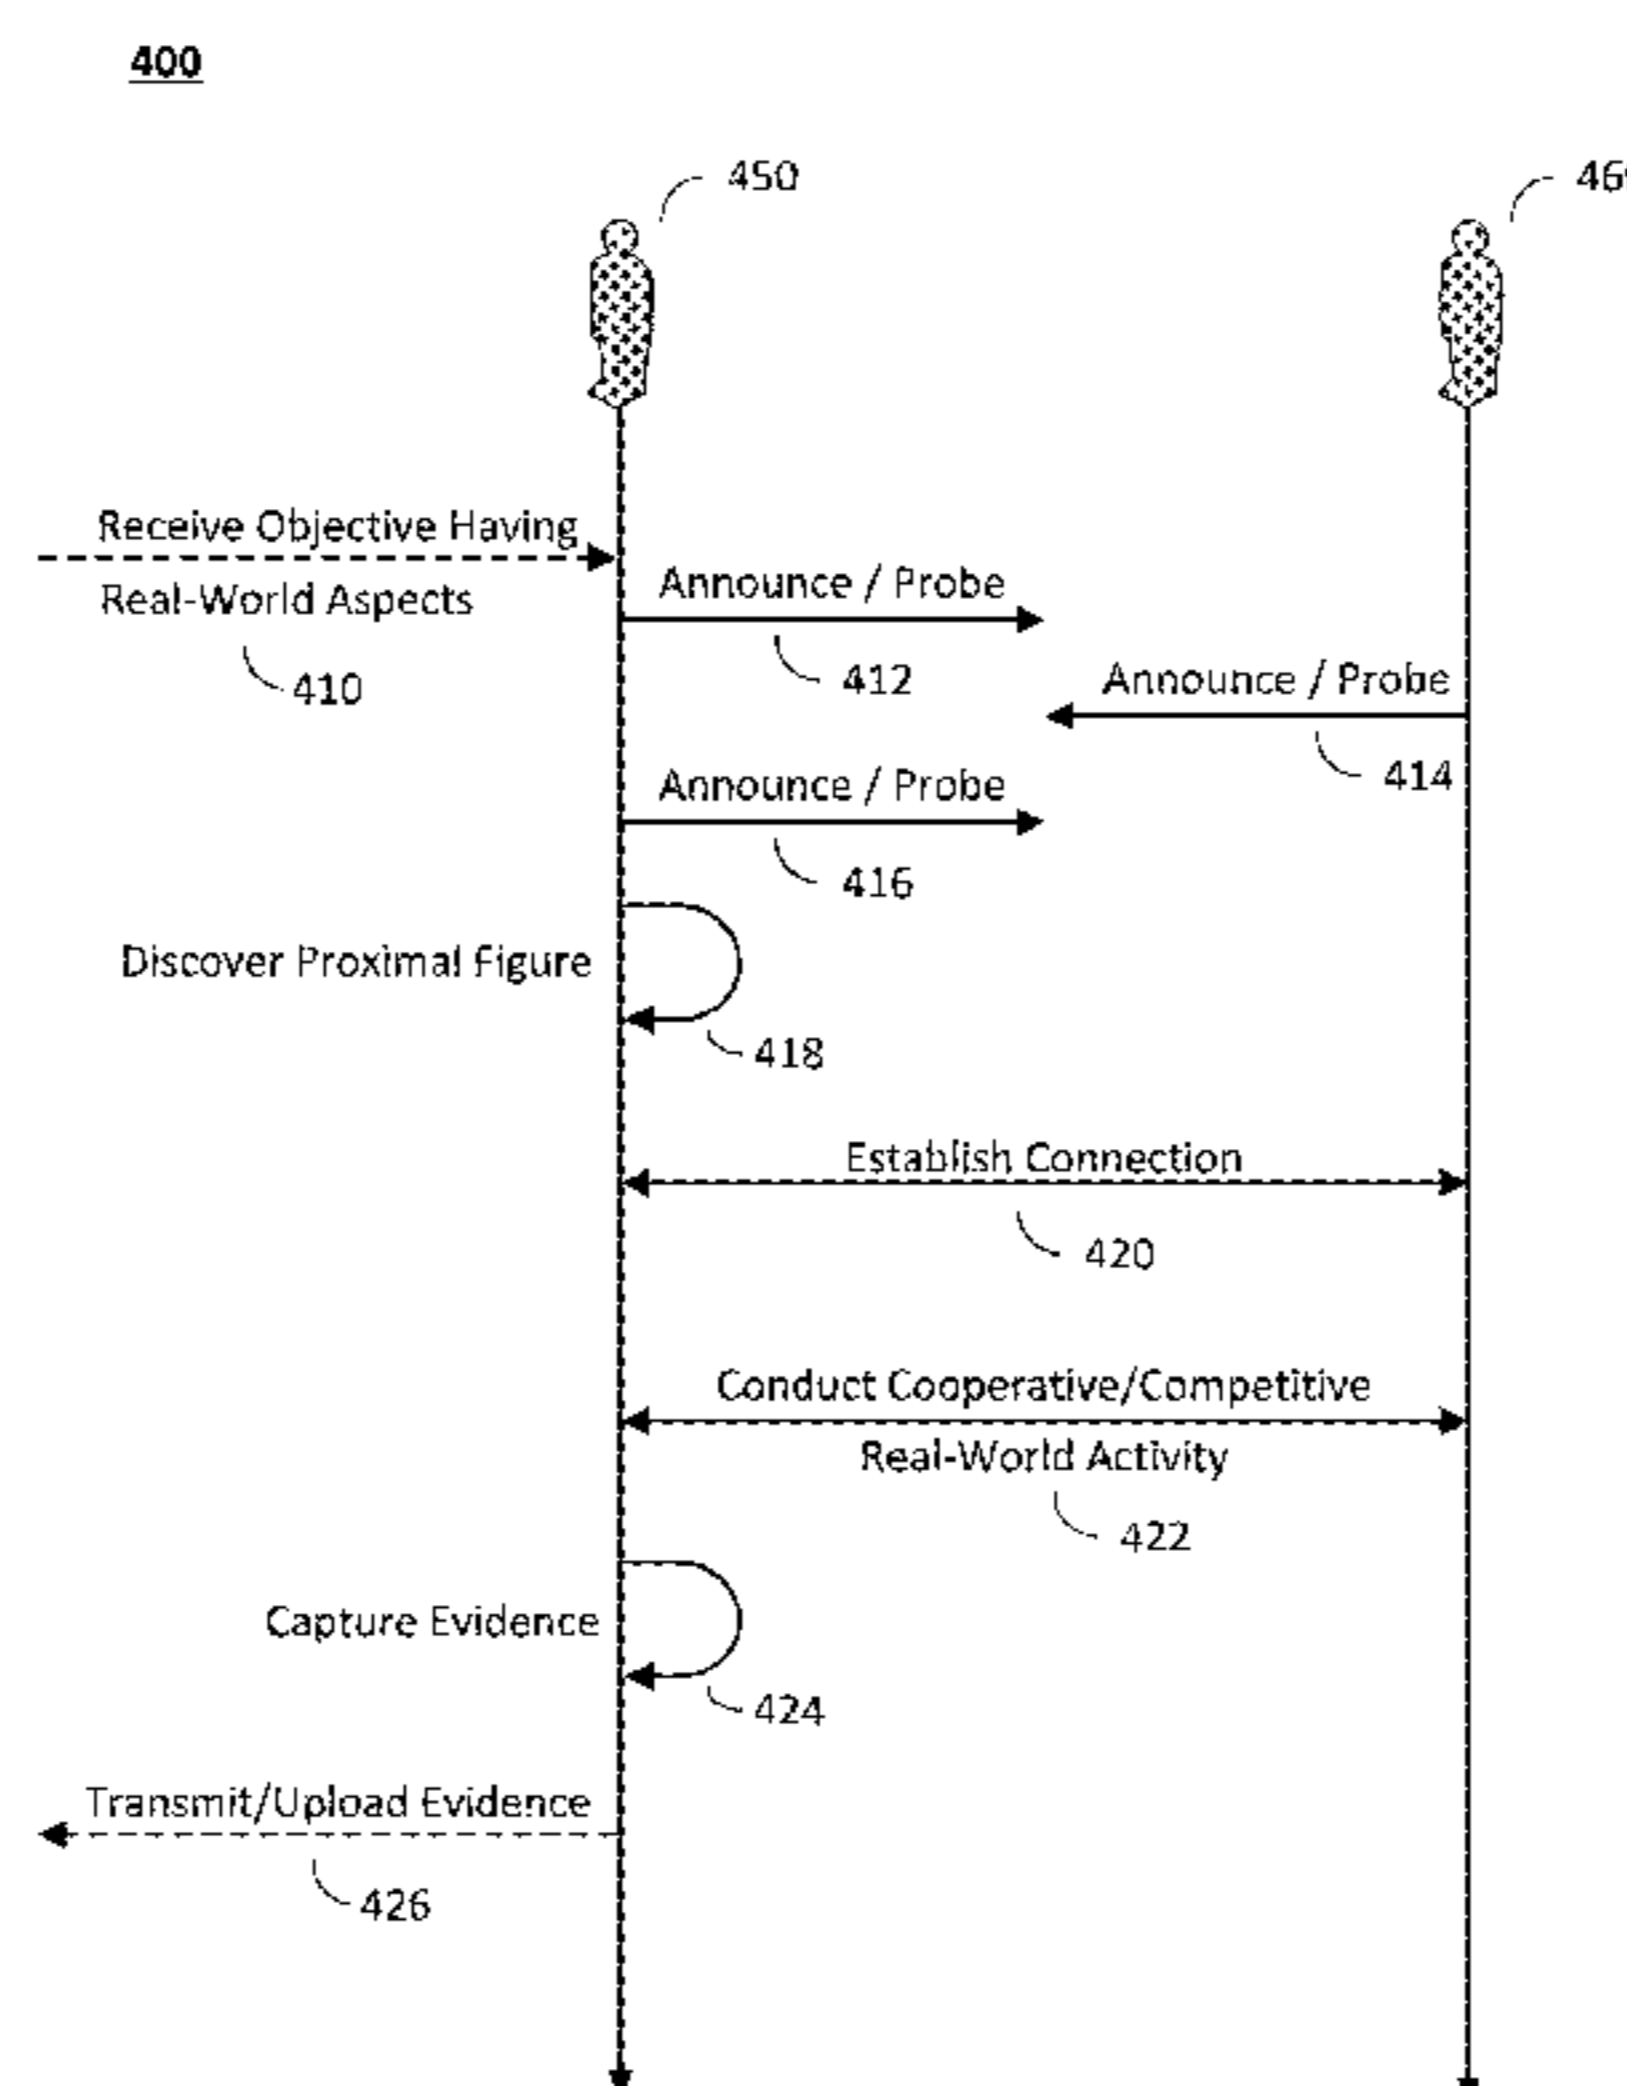 400
450
Receive Objective Having
Real-World Aspects
410
Announce / Probe
412
Announce / Probe
414
Announce / Probe
416
Discover Proximal Figure
418
Establish Connection
420
Conduct Cooperative/Competitive
Real-World Activity
422
Capture Evidence
424
Transmit/Upload Evidence
426